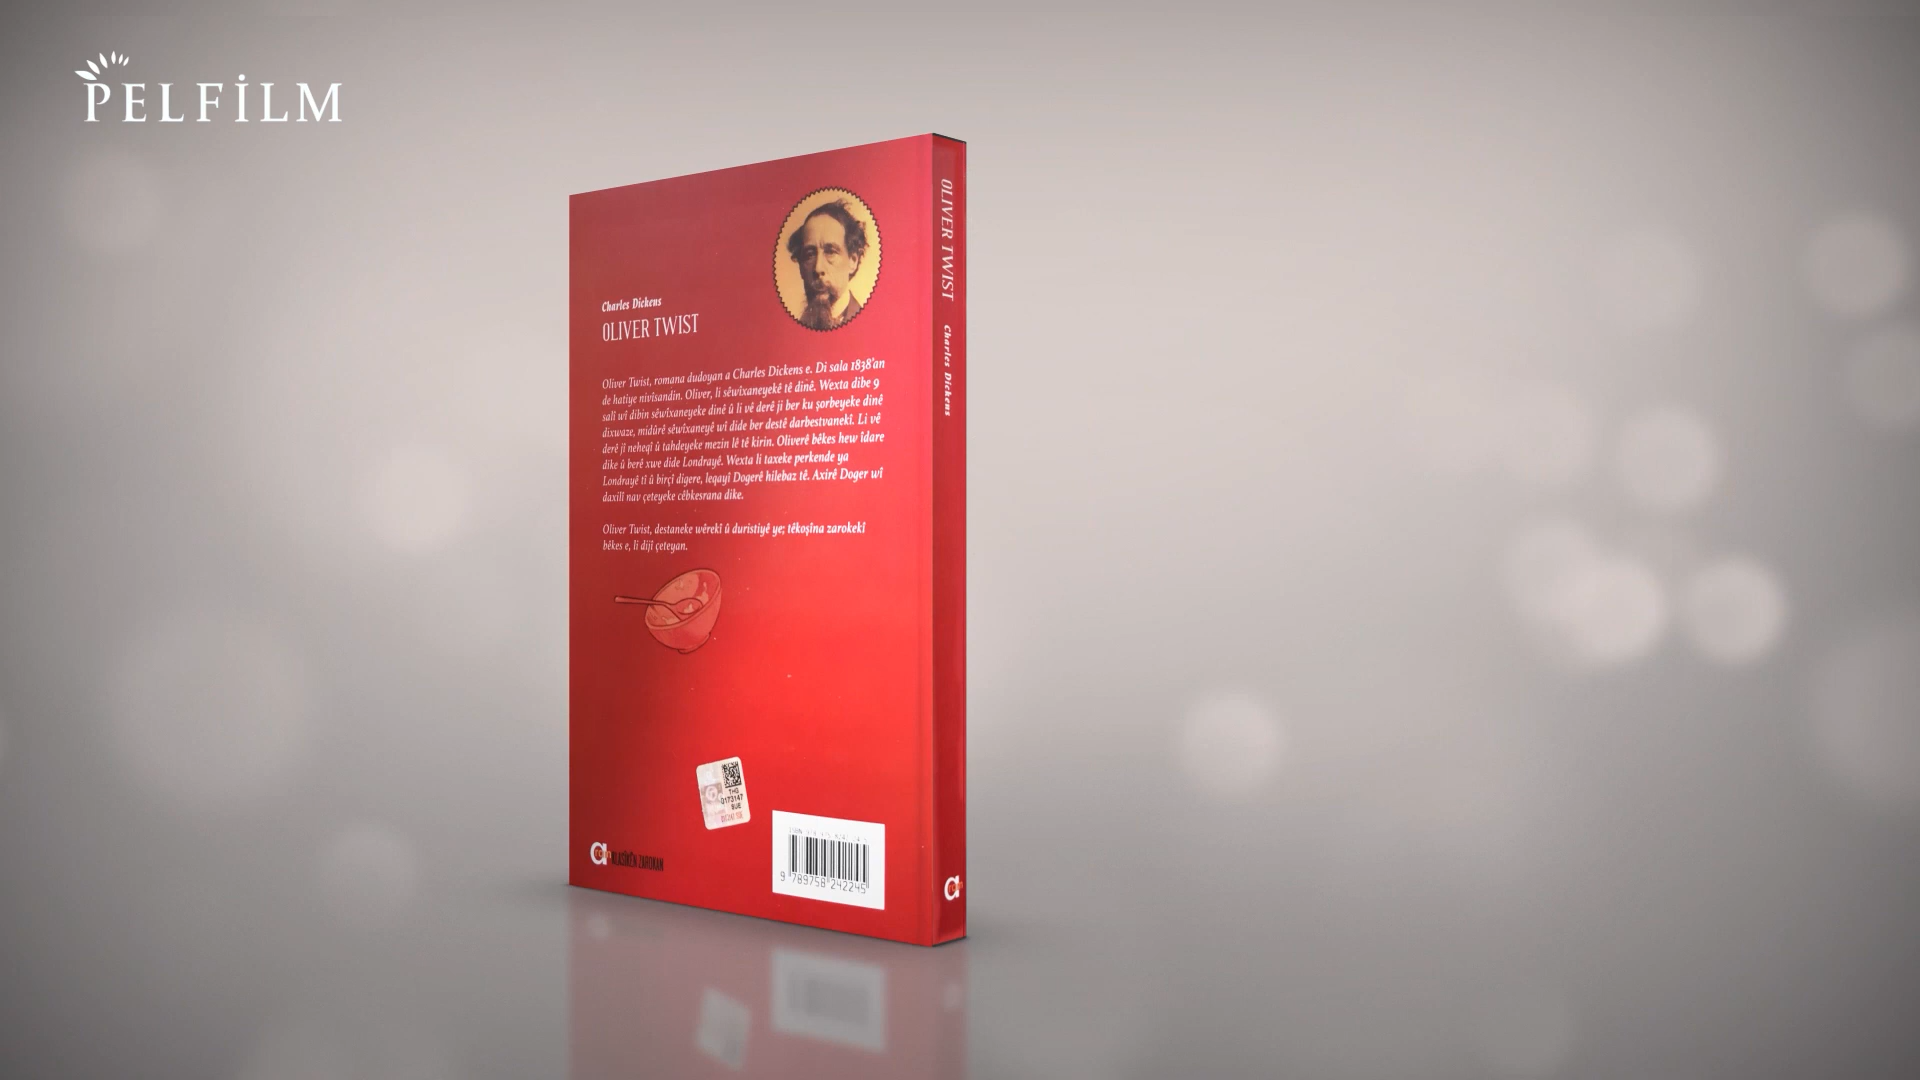 PELFİLM
Charles Dickens
OLIVER TWIST
Oliver Twist, romana dudoyan a Charles Dickens e. Di sala 1838'an
de hatiye nivîsandin. Oliver, li sêwîxaneyekê tê dinê. Wexta dibe 9
salî wî dibin sêwîxaneyeke dinê û li vê derê ji ber ku şorbeyeke dinê
dixwaze, midûrê sêwîxaneyê wî dide ber destê darbestvanekî. Li vê
derê jî neheqî û tahdeyeke mezin lê tê kirin. Oliverê bêkes hew îdare
dike û berê xwe dide Londrayê. Wexta li taxeke perkende ya
Londrayê tî û birçî digere, leqayî Dogerê hilebaz tê. Axirê Doger wî
daxilî nav çeteyeke cêbkesrana dike.
Oliver Twist, destaneke wêrekî û duristiyê ye; têkoşîna zarokekî
bêkes e, li dijî çeteyan.
THG
0173147
SUE
KLASÎKÊN ZAROKAN
9 789758 242245
OLIVER TWIST Charles Dickens